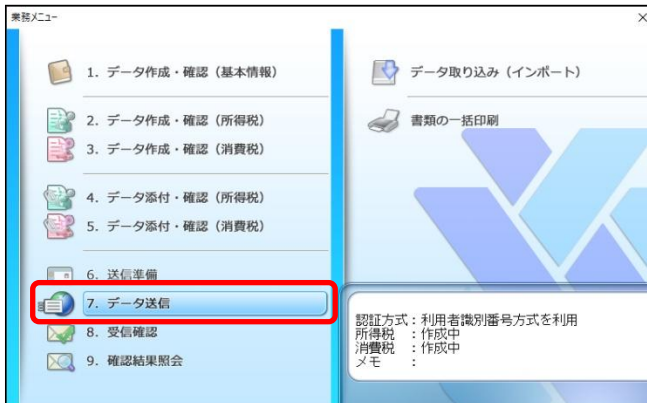 業務メニュー
1. データ作成・確認（基本情報）
2. データ作成・確認（所得税）
3. データ作成・確認（消費税）
4. データ添付・確認（所得税）
5. データ添付・確認（消費税）
6. 送信準備
7. データ送信
8. 受信確認
9. 確認結果照会
データ取り込み（インポート）
書類の一括印刷
認証方式：利用者識別番号方式を利用
所得税　：作成中
消費税　：作成中
メモ　　：